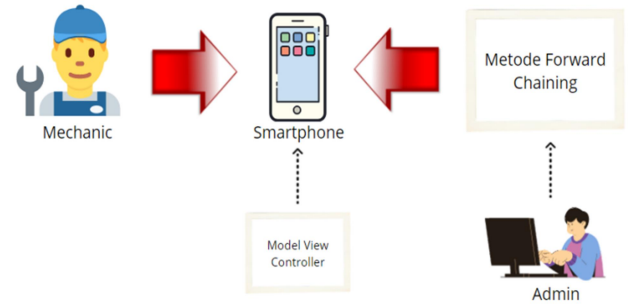 Metode Forward
Chaining
Mechanic
Smartphone
Model View
Controller
Admin